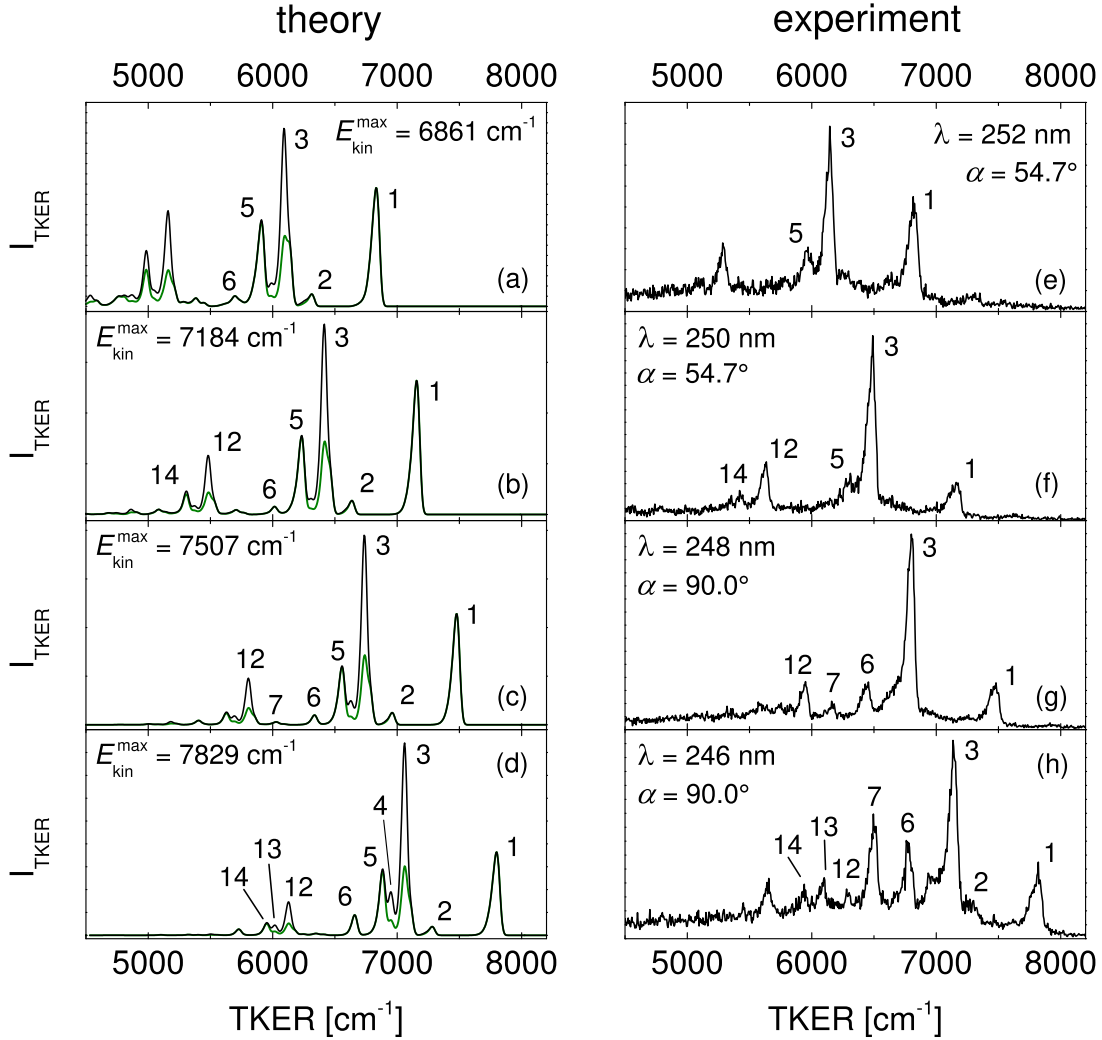 theory
experiment
5000 6000 7000 8000
5000 6000 7000 8000
E_kin^max = 6861 cm⁻¹
3
1
5
6
2
(a)
I_TKER
λ = 252 nm
α = 54.7°
3
1
5
(e)
E_kin^max = 7184 cm⁻¹
3
1
5
12
14
6
2
(b)
I_TKER
λ = 250 nm
α = 54.7°
3
5
12
14
1
(f)
E_kin^max = 7507 cm⁻¹
3
1
5
12
7
6
2
(c)
I_TKER
λ = 248 nm
α = 90.0°
3
12
7
6
1
(g)
E_kin^max = 7829 cm⁻¹
(d)
3
4
5
1
13
14
12
6
2
I_TKER
λ = 246 nm
α = 90.0°
3
(h)
7
6
13
14
12
2
1
5000 6000 7000 8000
5000 6000 7000 8000
TKER [cm⁻¹]
TKER [cm⁻¹]